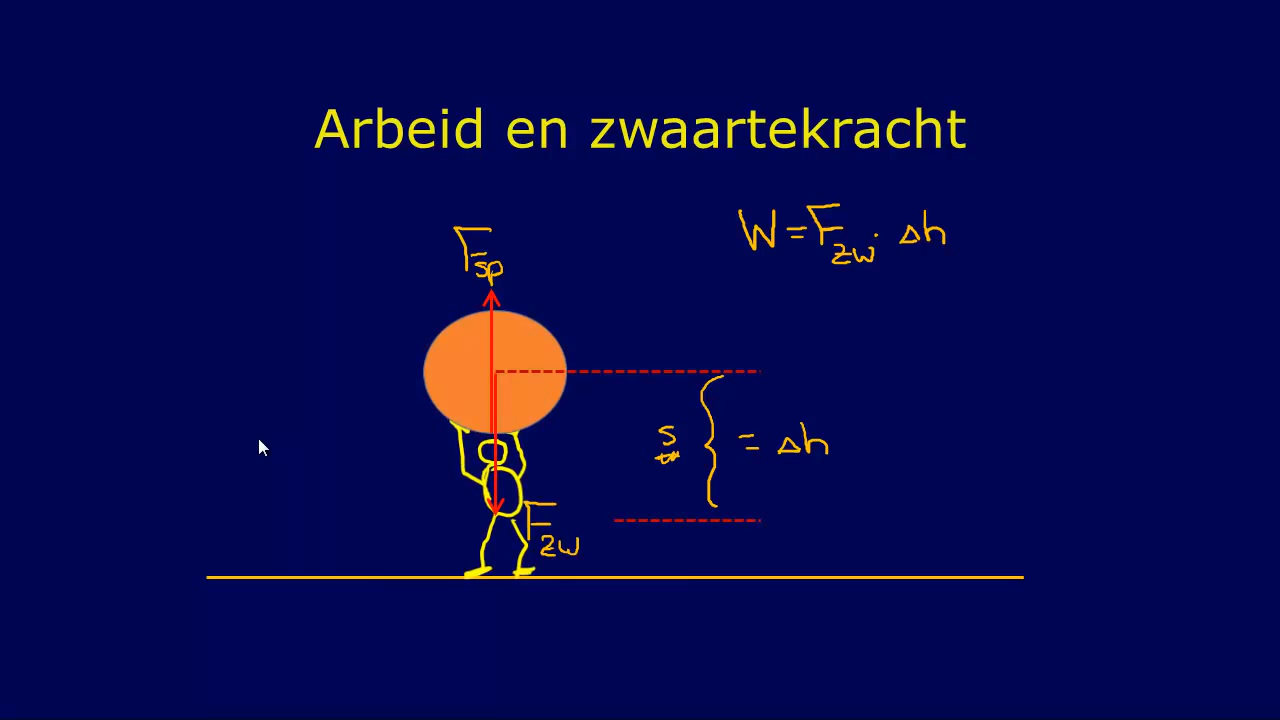 Arbeid en zwaartekracht
W = Fzw · Δh
Fsp
s } = Δh
Fzw